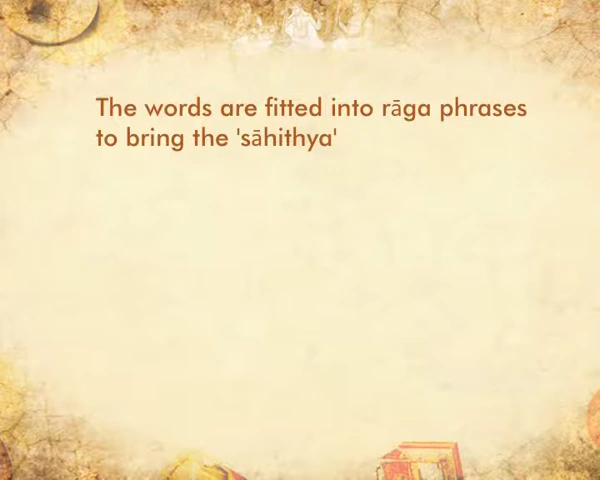 The words are fitted into rāga phrases
to bring the 'sāhithya'